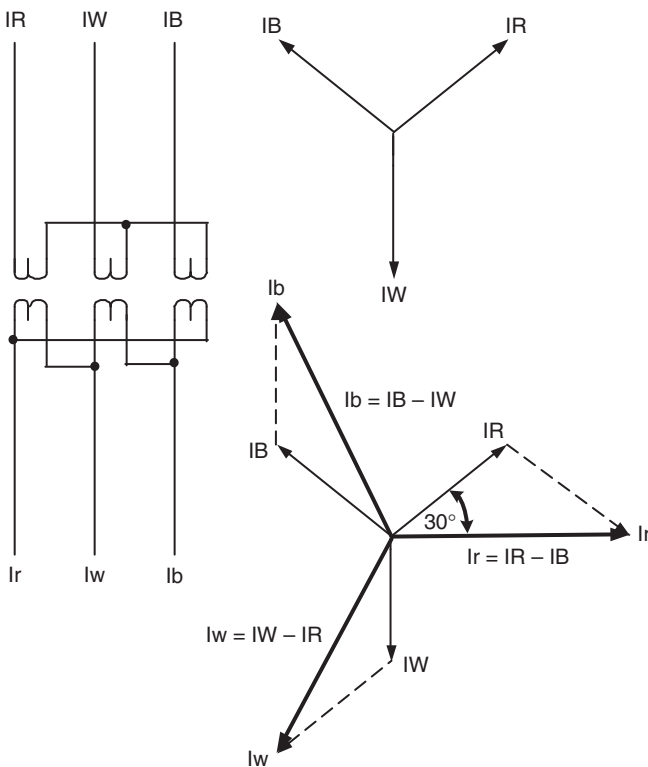 IR IW IB
IB IR
IW
Ib
Ib = IB – IW
IR
IB
30°
Ir
Ir = IR – IB
Ir Iw Ib
Iw = IW – IR
IW
Iw